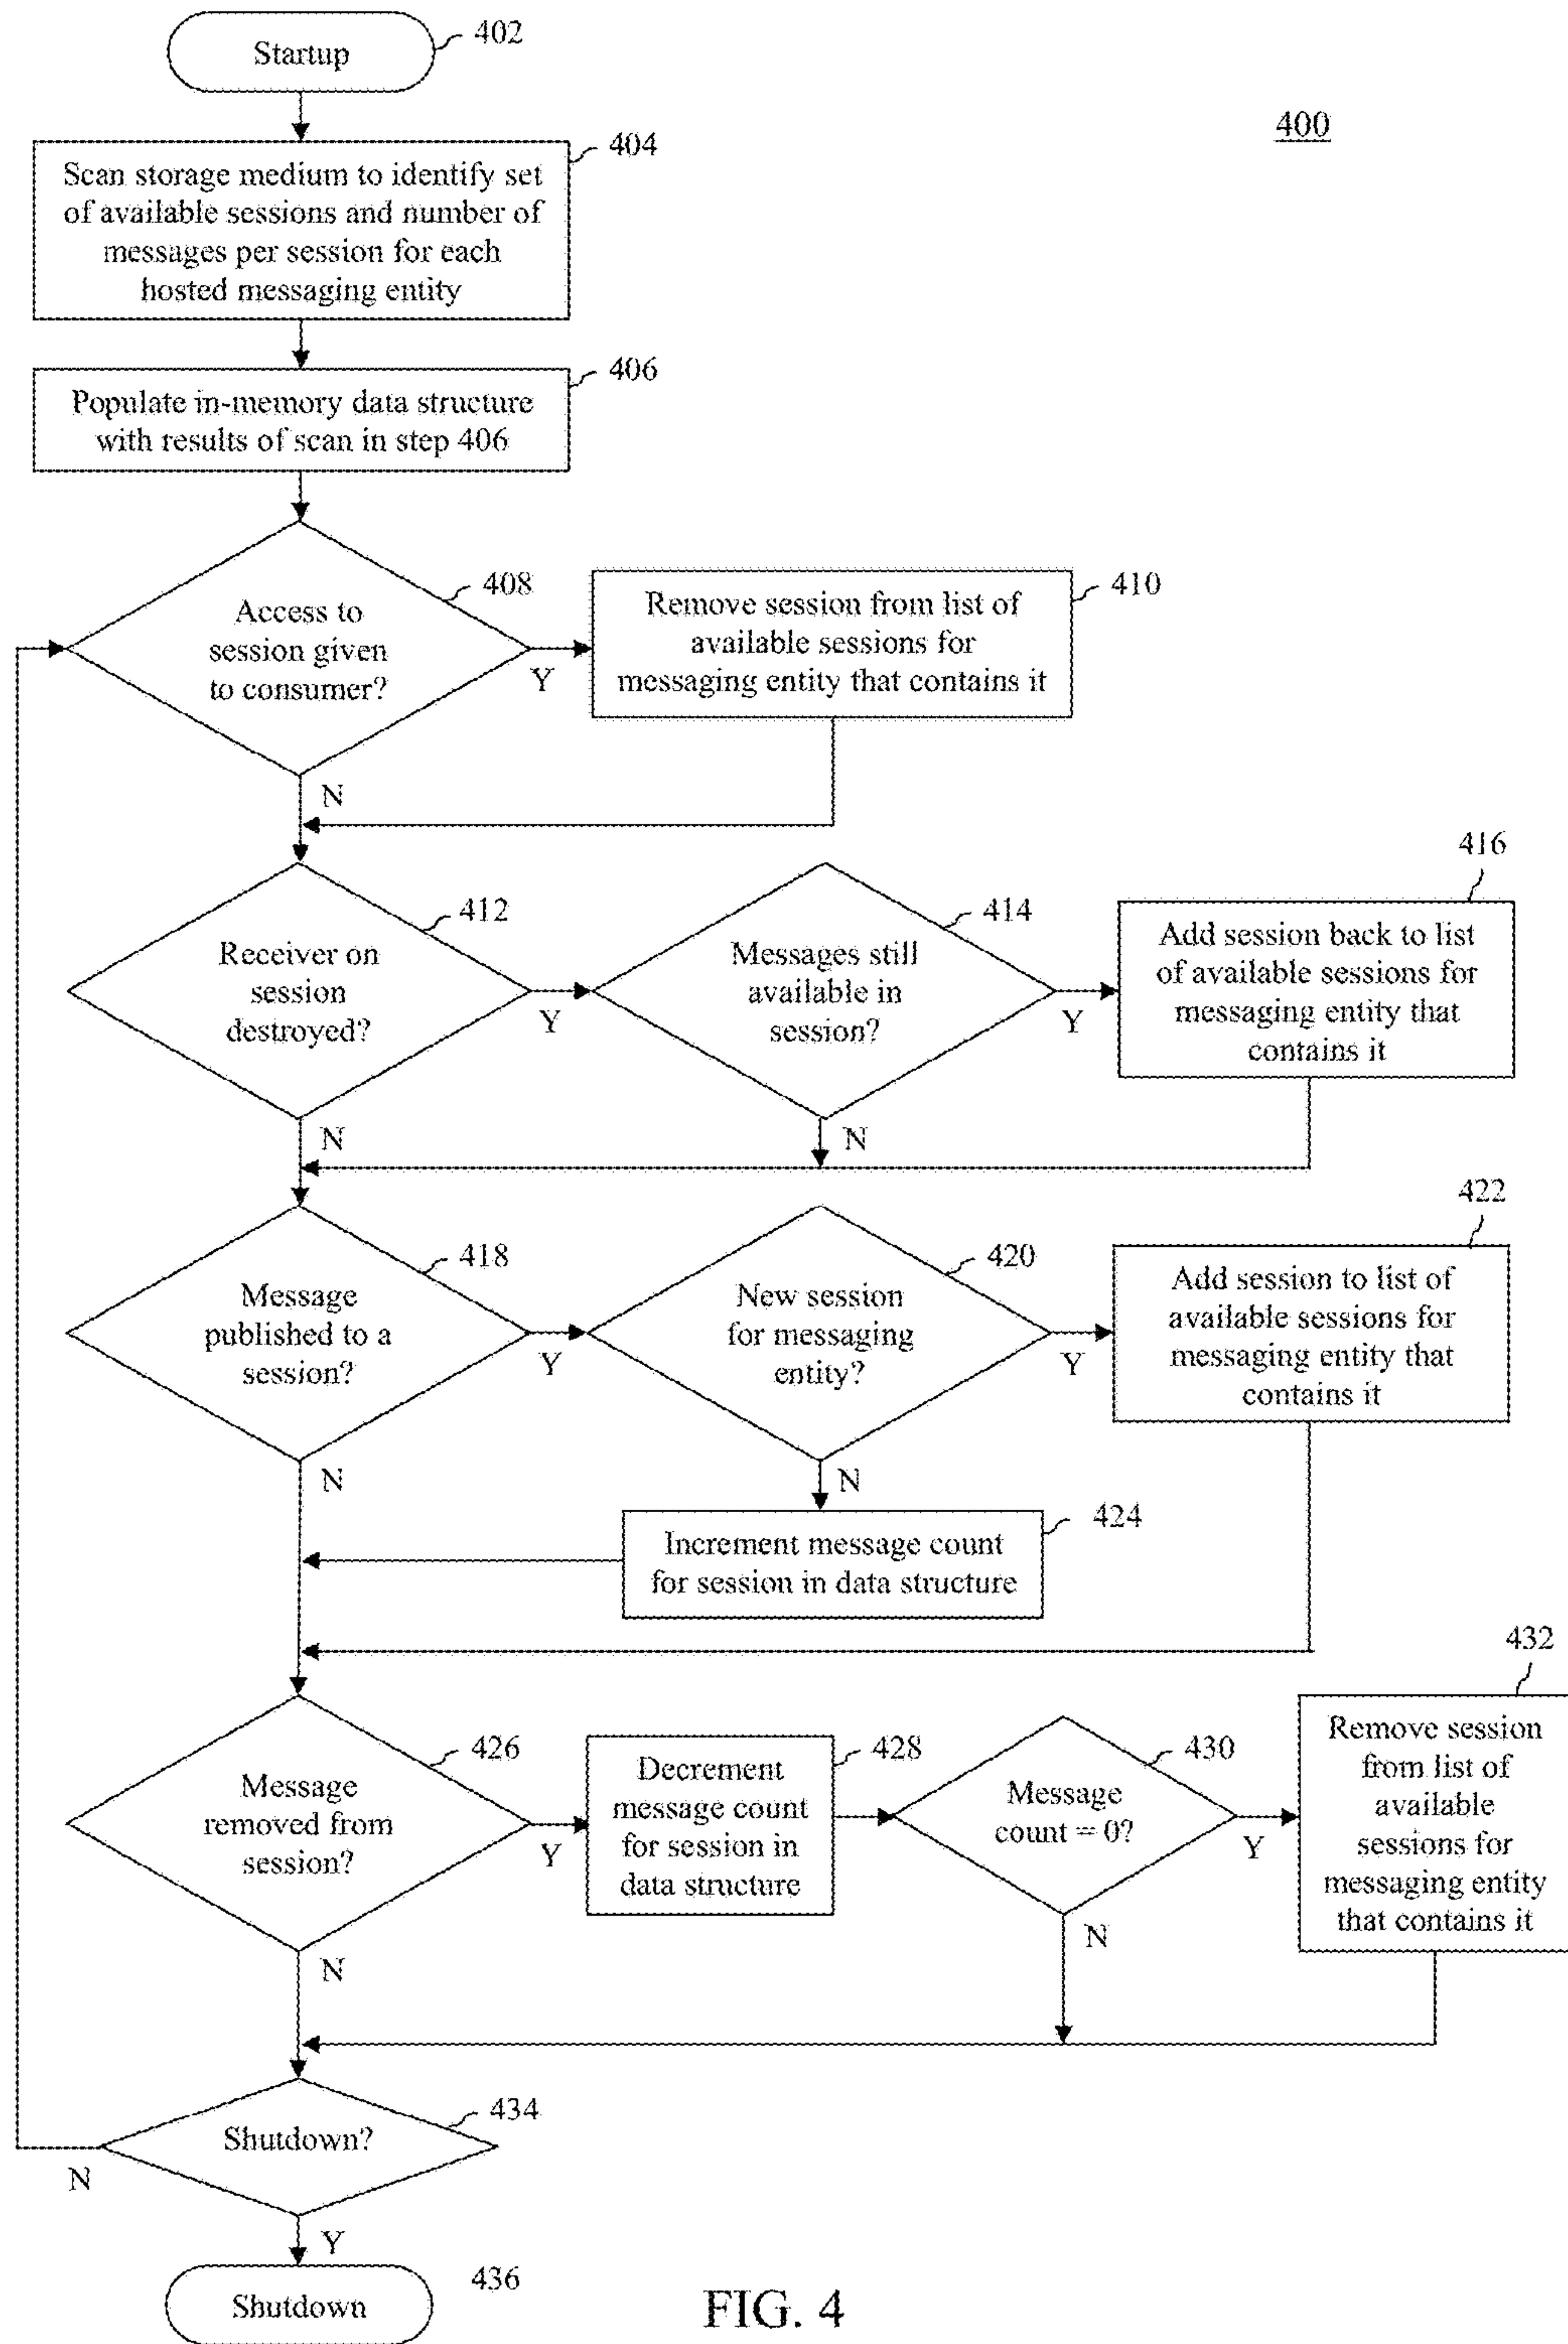 Startup
402
400
404
Scan storage medium to identify set
of available sessions and number of
messages per session for each
hosted messaging entity
406
Populate in-memory data structure
with results of scan in step 406
408
Access to
session given
to consumer?
Y
N
410
Remove session from list of
available sessions for
messaging entity that contains it
412
Receiver on
session
destroyed?
Y
N
414
Messages still
available in
session?
Y
N
416
Add session back to list
of available sessions for
messaging entity that
contains it
418
Message
published to a
session?
Y
N
420
New session
for messaging
entity?
Y
N
422
Add session to list of
available sessions for
messaging entity that
contains it
424
Increment message count
for session in data structure
426
Message
removed from
session?
Y
N
428
Decrement
message count
for session in
data structure
430
Message
count = 0?
Y
N
432
Remove session
from list of
available
sessions for
messaging entity
that contains it
434
Shutdown?
N
Y
436
Shutdown
FIG. 4